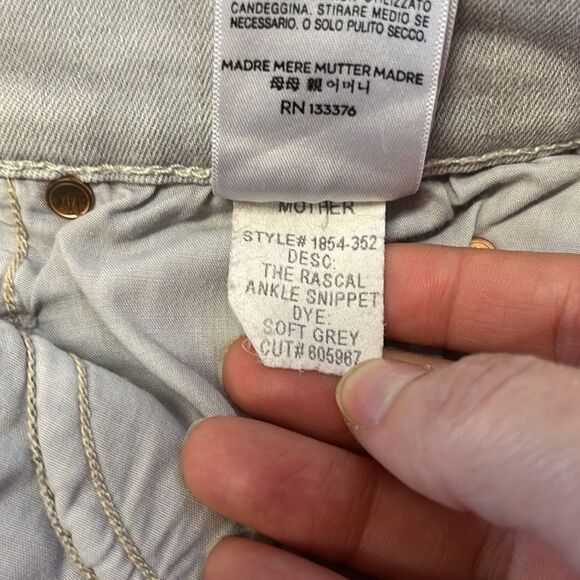 CANDEGGINA. STIRARE MEDIO SE
NECESSARIO. O SOLO PULITO SECCO.
MADRE MERE MUTTER MADRE
母母 親 어머니
RN 133376
MOTHER
STYLE# 1854-352
DESC:
THE RASCAL
ANKLE SNIPPET
DYE:
SOFT GREY
CUT# 605967